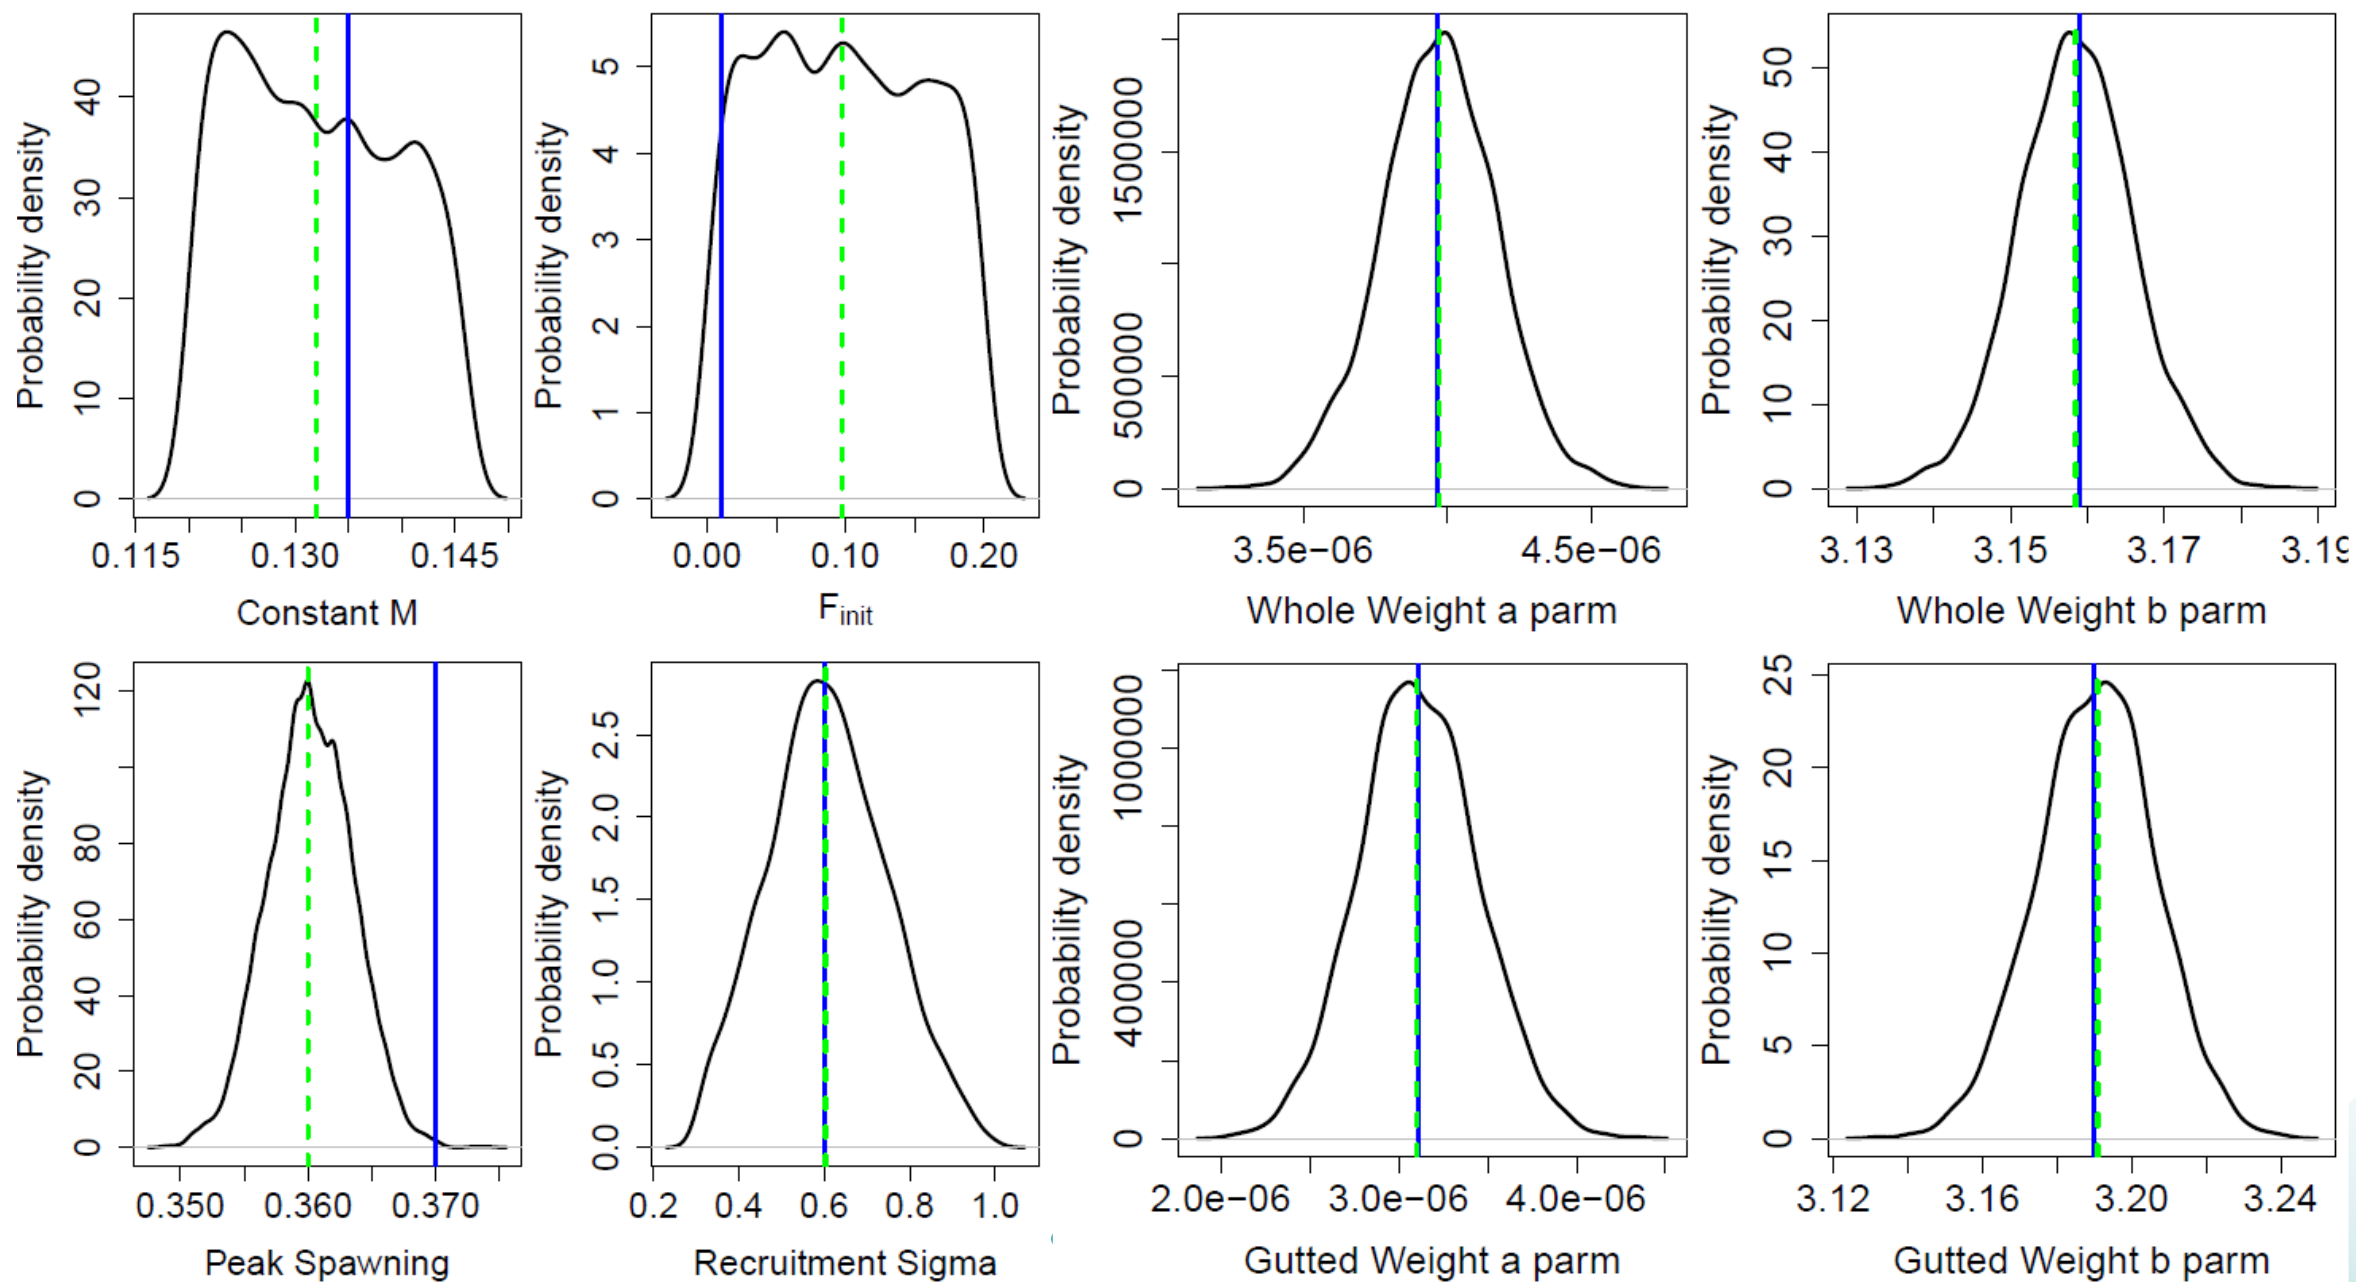 Probability density
0 10 20 30 40
0.115 0.130 0.145
Constant M
Probability density
0 1 2 3 4 5
0.00 0.10 0.20
Finit
Probability density
0 500000 1500000
3.5e−06 4.5e−06
Whole Weight a parm
Probability density
0 10 20 30 40 50
3.13 3.15 3.17 3.19
Whole Weight b parm
Probability density
0 20 40 60 80 120
0.350 0.360 0.370
Peak Spawning
Probability density
0.0 0.5 1.0 1.5 2.0 2.5
0.2 0.4 0.6 0.8 1.0
Recruitment Sigma
Probability density
0 400000 1000000
2.0e−06 3.0e−06 4.0e−06
Gutted Weight a parm
Probability density
0 5 10 15 20 25
3.12 3.16 3.20 3.24
Gutted Weight b parm